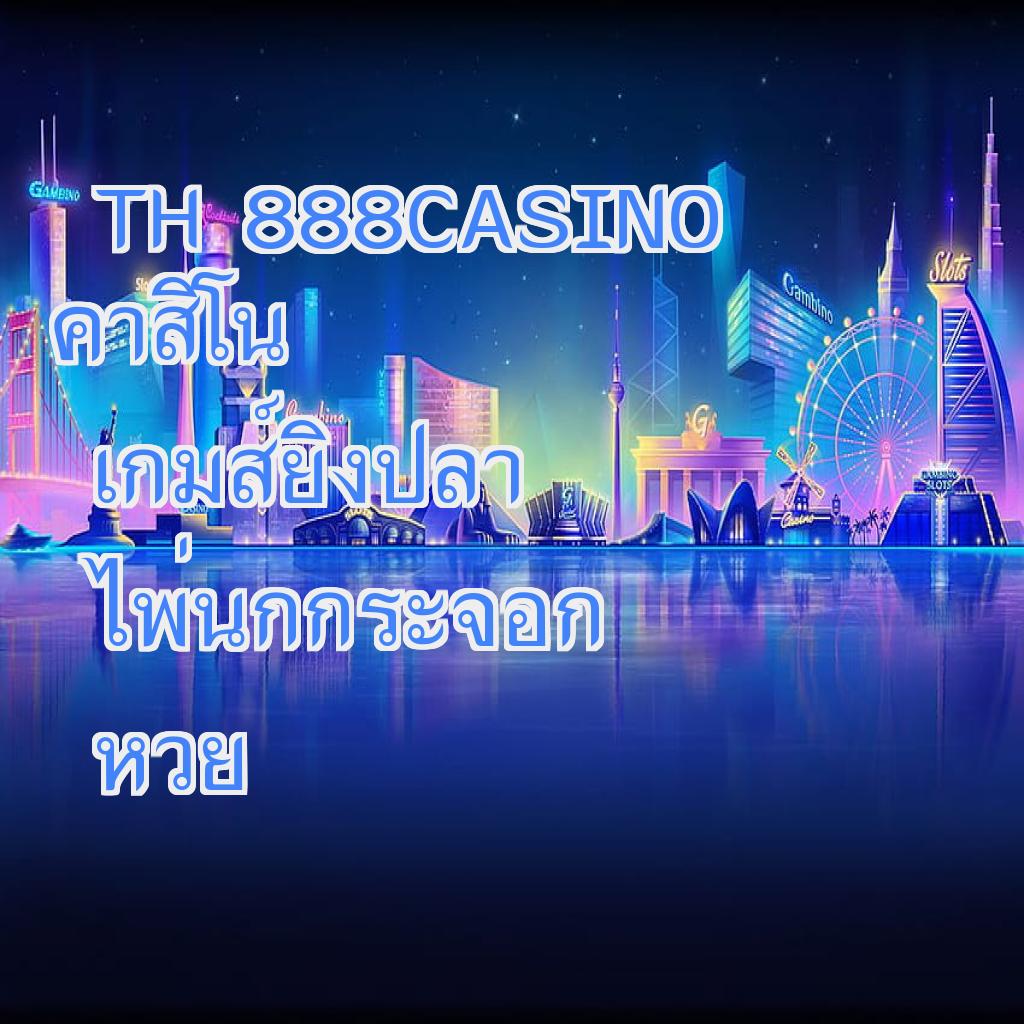 TH 888CASINO
คาสิโน
เกมส์ยิงปลา
ไพ่นกกระจอก
หวย
GAMBINO
Cocktails
Slots
Gambino
Slots
VEGAS
Gambino
G
CASINO
Casino
GAMBINO
SLOTS